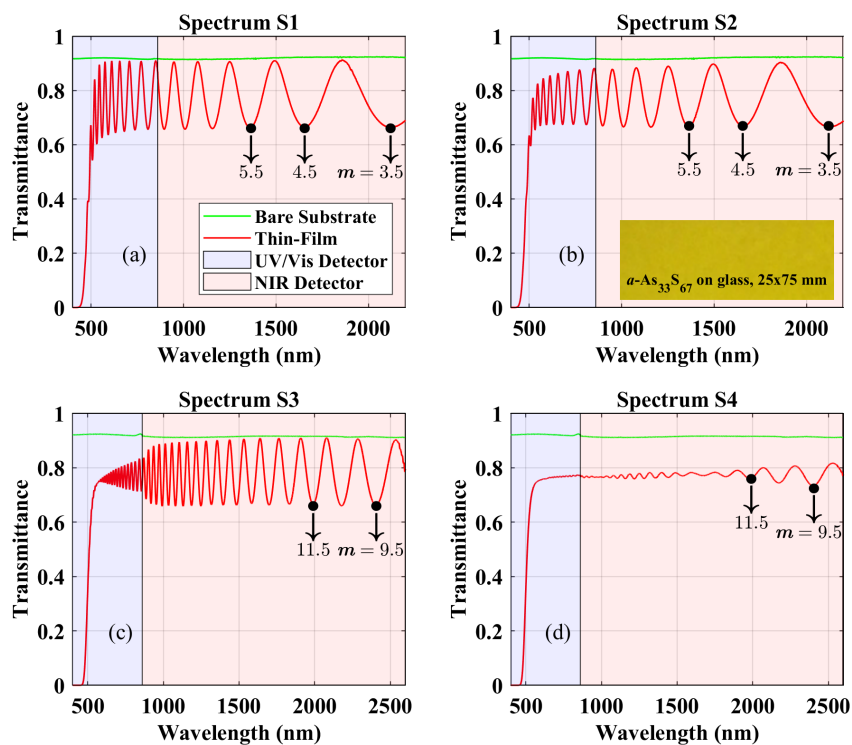 Spectrum S1
Transmittance
1
0.8
0.6
0.4
0.2
0
5.5
4.5
m = 3.5
Bare Substrate
Thin-Film
UV/Vis Detector
NIR Detector
(a)
500
1000
1500
2000
Wavelength (nm)
Spectrum S2
Transmittance
1
0.8
0.6
0.4
0.2
0
5.5
4.5
m = 3.5
(b)
a-As33S67 on glass, 25x75 mm
500
1000
1500
2000
Wavelength (nm)
Spectrum S3
Transmittance
1
0.8
0.6
0.4
0.2
0
11.5
m = 9.5
(c)
500
1000
1500
2000
2500
Wavelength (nm)
Spectrum S4
Transmittance
1
0.8
0.6
0.4
0.2
0
11.5
m = 9.5
(d)
500
1000
1500
2000
2500
Wavelength (nm)